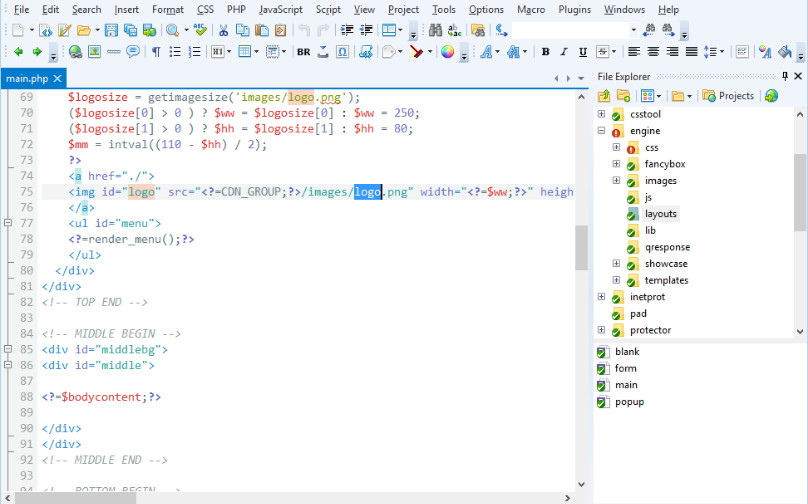 File Edit Search Insert Format CSS PHP JavaScript Script View Project Tools Options Macro Plugins Windows Help
BR
B I U
main.php
69 $logosize = getimagesize('images/logo.png');
70 ($logosize[0] > 0 ) ? $ww = $logosize[0] : $ww = 250;
71 ($logosize[1] > 0 ) ? $hh = $logosize[1] : $hh = 80;
72 $mm = intval((110 - $hh) / 2);
73 ?>
74 <a href="./">
75 <img id="logo" src="<?=CDN_GROUP;?>/images/logo.png" width="<?=$ww;?>" heigh
76 </a>
77 <ul id="menu">
78 <?=render_menu();?>
79 </ul>
80 </div>
81 </div>
82 <!-- TOP END -->
83
84 <!-- MIDDLE BEGIN -->
85 <div id="middlebg">
86 <div id="middle">
87
88 <?=$bodycontent;?>
89
90 </div>
91 </div>
92 <!-- MIDDLE END -->
93
94 <!-- BOTTOM BEGIN -->
File Explorer
Projects
csstool
engine
css
fancybox
images
js
layouts
lib
qresponse
showcase
templates
inetprot
pad
protector
blank
form
main
popup